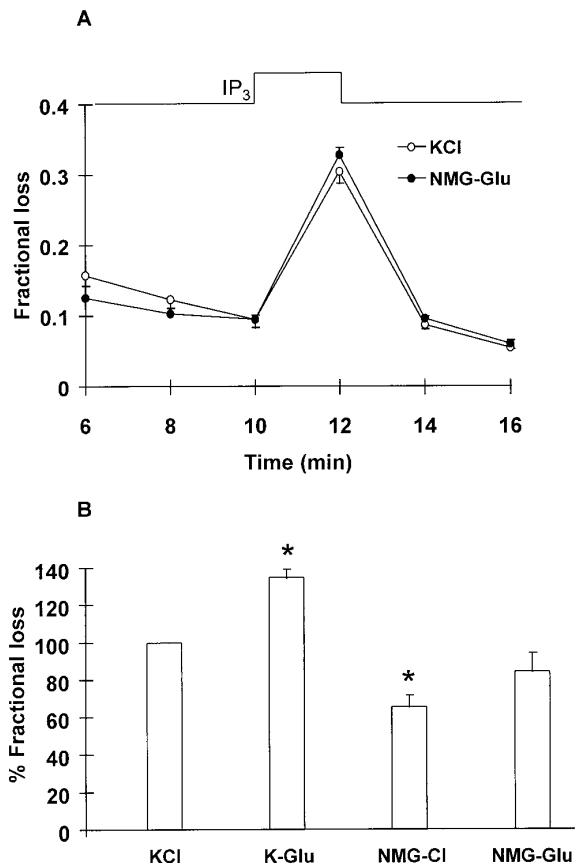 A
IP3
0.4
0.3
0.2
0.1
0
Fractional loss
KCl
NMG-Glu
6 8 10 12 14 16
Time (min)
B
140
120
100
80
60
40
20
0
% Fractional loss
*
*
KCl K-Glu NMG-Cl NMG-Glu